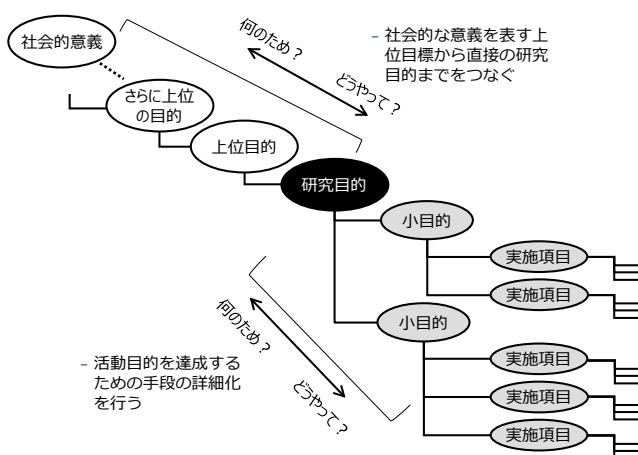 社会的意義
何のため？
どうやって？
– 社会的な意義を表す上
位目標から直接の研究
目的までをつなぐ
さらに上位
の目的
上位目的
研究目的
小目的
実施項目
実施項目
小目的
何のため？
どうやって？
– 活動目的を達成する
ための手段の詳細化
を行う
実施項目
実施項目
実施項目